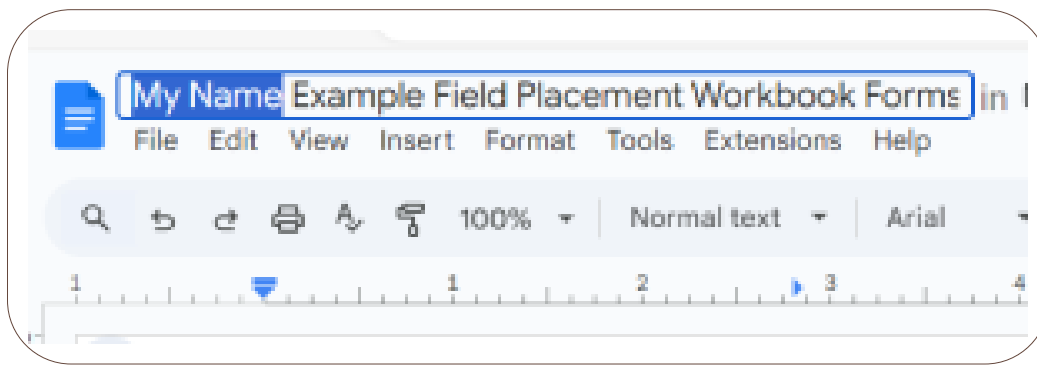 My Name Example Field Placement Workbook Forms in
File Edit View Insert Format Tools Extensions Help
100% Normal text Arial
1 1 2 3 4